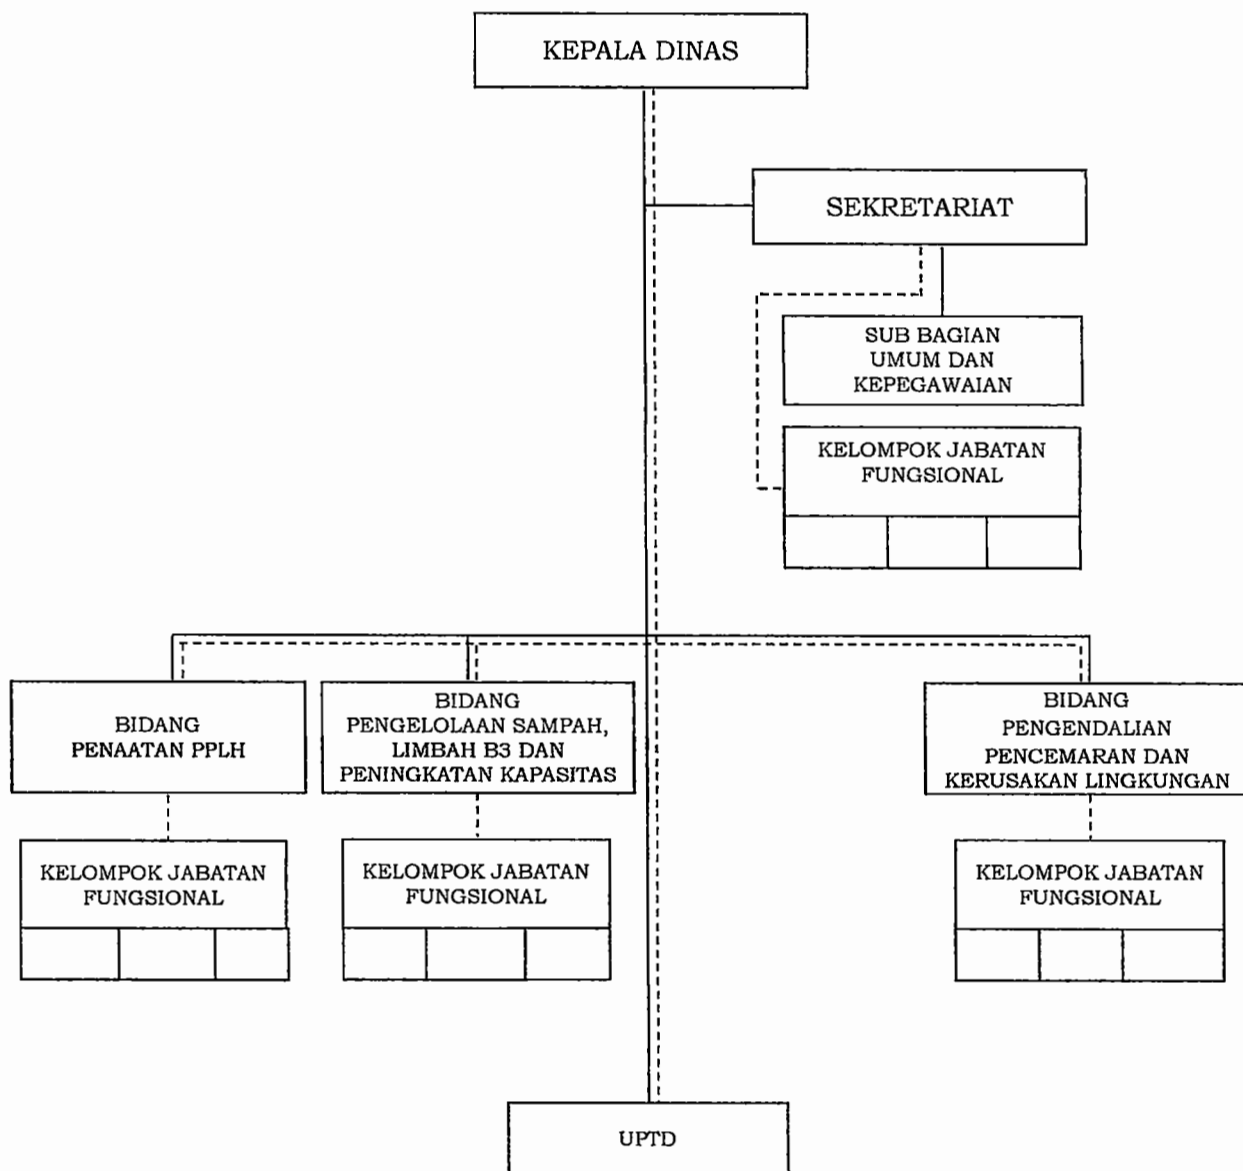 KEPALA DINAS
SEKRETARIAT
SUB BAGIAN
UMUM DAN
KEPEGAWAIAN
KELOMPOK JABATAN
FUNGSIONAL
BIDANG
PENAATAN PPLH
BIDANG
PENGELOLAAN SAMPAH,
LIMBAH B3 DAN
PENINGKATAN KAPASITAS
BIDANG
PENGENDALIAN
PENCEMARAN DAN
KERUSAKAN LINGKUNGAN
KELOMPOK JABATAN
FUNGSIONAL
KELOMPOK JABATAN
FUNGSIONAL
KELOMPOK JABATAN
FUNGSIONAL
UPTD